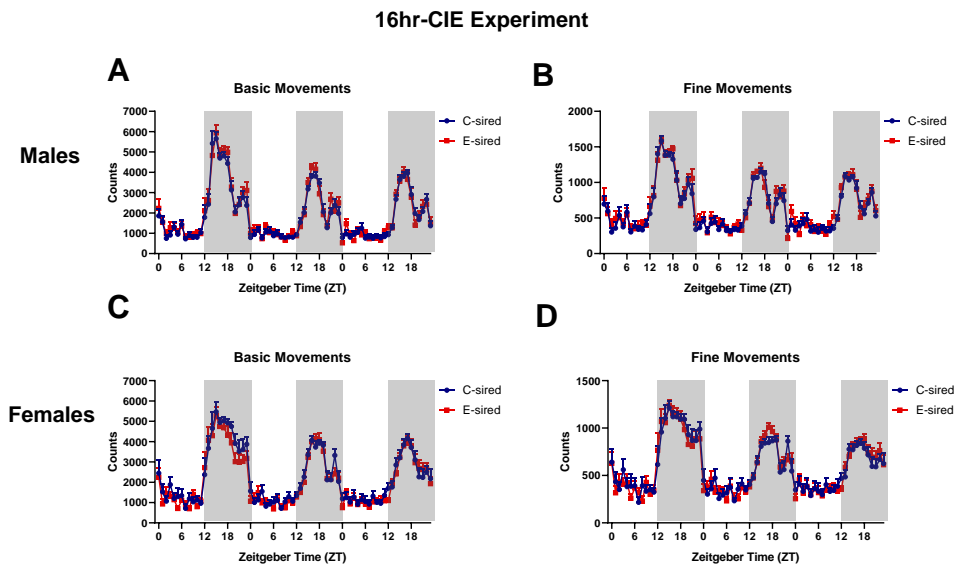 16hr-CIE Experiment
A
B
Basic Movements
Fine Movements
Males
Counts
7000
6000
5000
4000
3000
2000
1000
0
0 6 12 18 0 6 12 18 0 6 12 18
Zeitgeber Time (ZT)
C-sired
E-sired
Counts
2000
1500
1000
500
0
0 6 12 18 0 6 12 18 0 6 12 18
Zeitgeber Time (ZT)
C-sired
E-sired
C
D
Basic Movements
Fine Movements
Females
Counts
7000
6000
5000
4000
3000
2000
1000
0
0 6 12 18 0 6 12 18 0 6 12 18
Zeitgeber Time (ZT)
C-sired
E-sired
Counts
1500
1000
500
0
0 6 12 18 0 6 12 18 0 6 12 18
Zeitgeber Time (ZT)
C-sired
E-sired